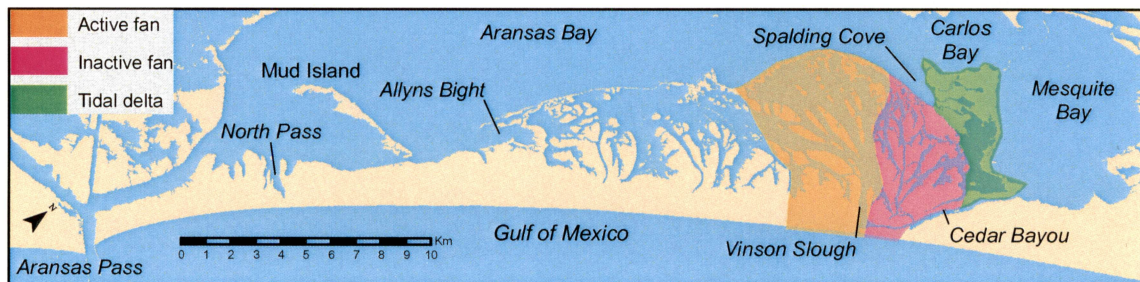 Active fan
Inactive fan
Tidal delta
Aransas Bay
Mud Island
Allyns Bight
North Pass
Spalding Cove
Carlos
Bay
Mesquite
Bay
N
Km
0 1 2 3 4 5 6 7 8 9 10
Gulf of Mexico
Vinson Slough
Cedar Bayou
Aransas Pass